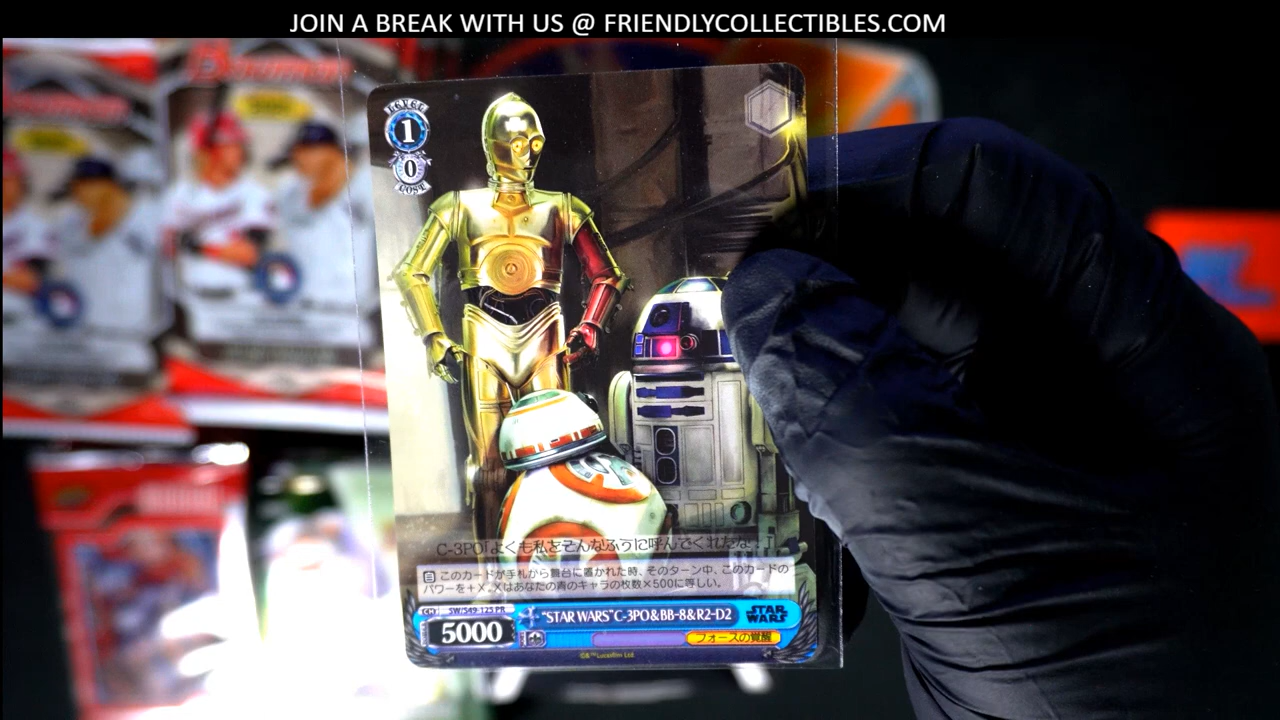 JOIN A BREAK WITH US @ FRIENDLYCOLLECTIBLES.COM
Bowman
LEVEL
1
0
COST
C-3PO「よくも私をそんなふうに呼んでくれたな…」
このカードが手札から舞台に置かれた時、そのターン中、このカードの
パワーを＋X。Xはあなたの青のキャラの枚数×500に等しい。
CH SW/S49-125 PR
"STAR WARS"C-3PO&BB-8&R2-D2
STAR WARS
5000
フォースの覚醒
©&™Lucasfilm Ltd.